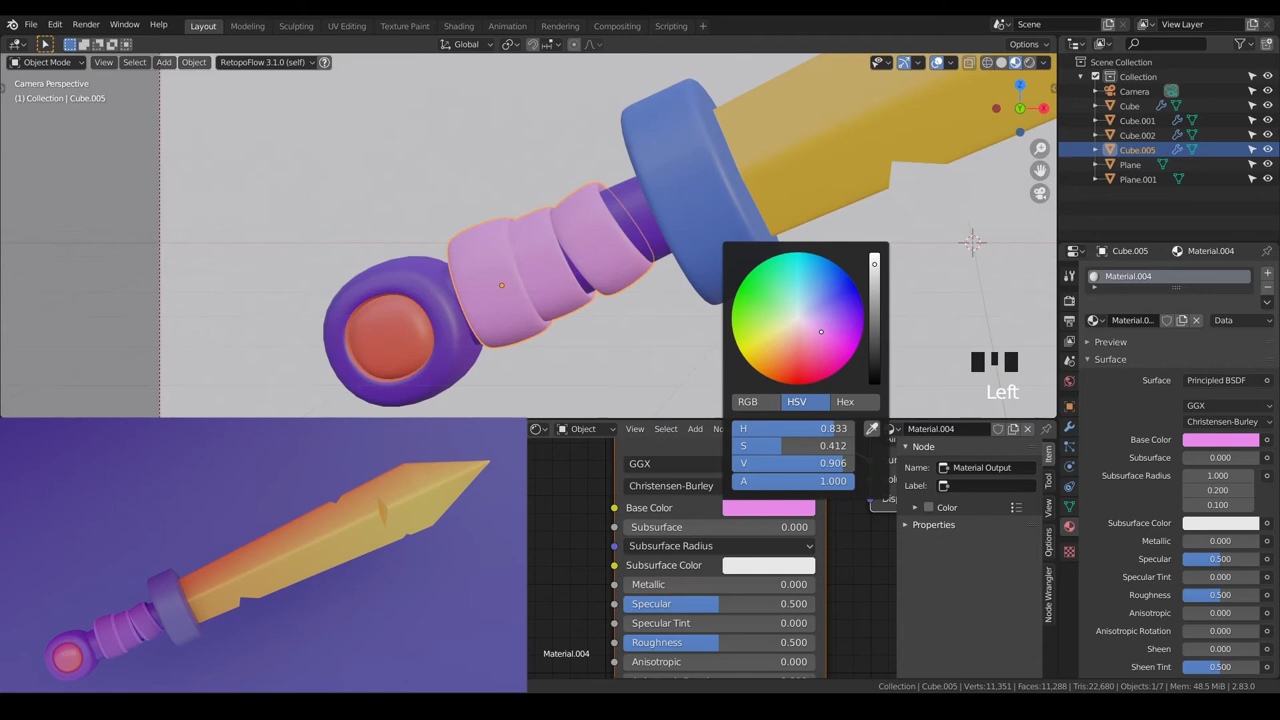 File Edit Render Window Help Layout Modeling Sculpting UV Editing Texture Paint Shading Animation Rendering Compositing Scripting + Scene View Layer
Global Options
Object Mode View Select Add Object RetopoFlow 3.1.0 (self)
Camera Perspective
(1) Collection | Cube.005
Z
X
Y
Scene Collection
Collection
Camera
Cube
Cube.001
Cube.002
Cube.005
Plane
Plane.001
Cube.005 Material.004
Material.004
Material.0... Data
Preview
Surface
Surface Principled BSDF
GGX
Christensen-Burley
Base Color
Subsurface 0.000
Subsurface Radius 1.000
0.200
0.100
Subsurface Color
Metallic 0.000
Specular 0.500
Specular Tint 0.000
Roughness 0.500
Anisotropic 0.000
Anisotropic Rotation 0.000
Sheen 0.000
Sheen Tint 0.500
Left
RGB HSV Hex
H 0.833
S 0.412
V 0.906
A 1.000
Object View Select Add No Material.004
GGX
Christensen-Burley
Base Color
Subsurface 0.000
Subsurface Radius
Subsurface Color
Metallic 0.000
Specular 0.500
Specular Tint 0.000
Roughness 0.500
Anisotropic 0.000
Material.004
Node
Name: Material Output
Label:
Color
Properties
Item
Tool
View
Options
Node Wrangler
Collection | Cube.005 | Verts:11,351 | Faces:11,288 | Tris:22,680 | Objects:1/7 | Mem: 48.5 MiB | 2.83.0